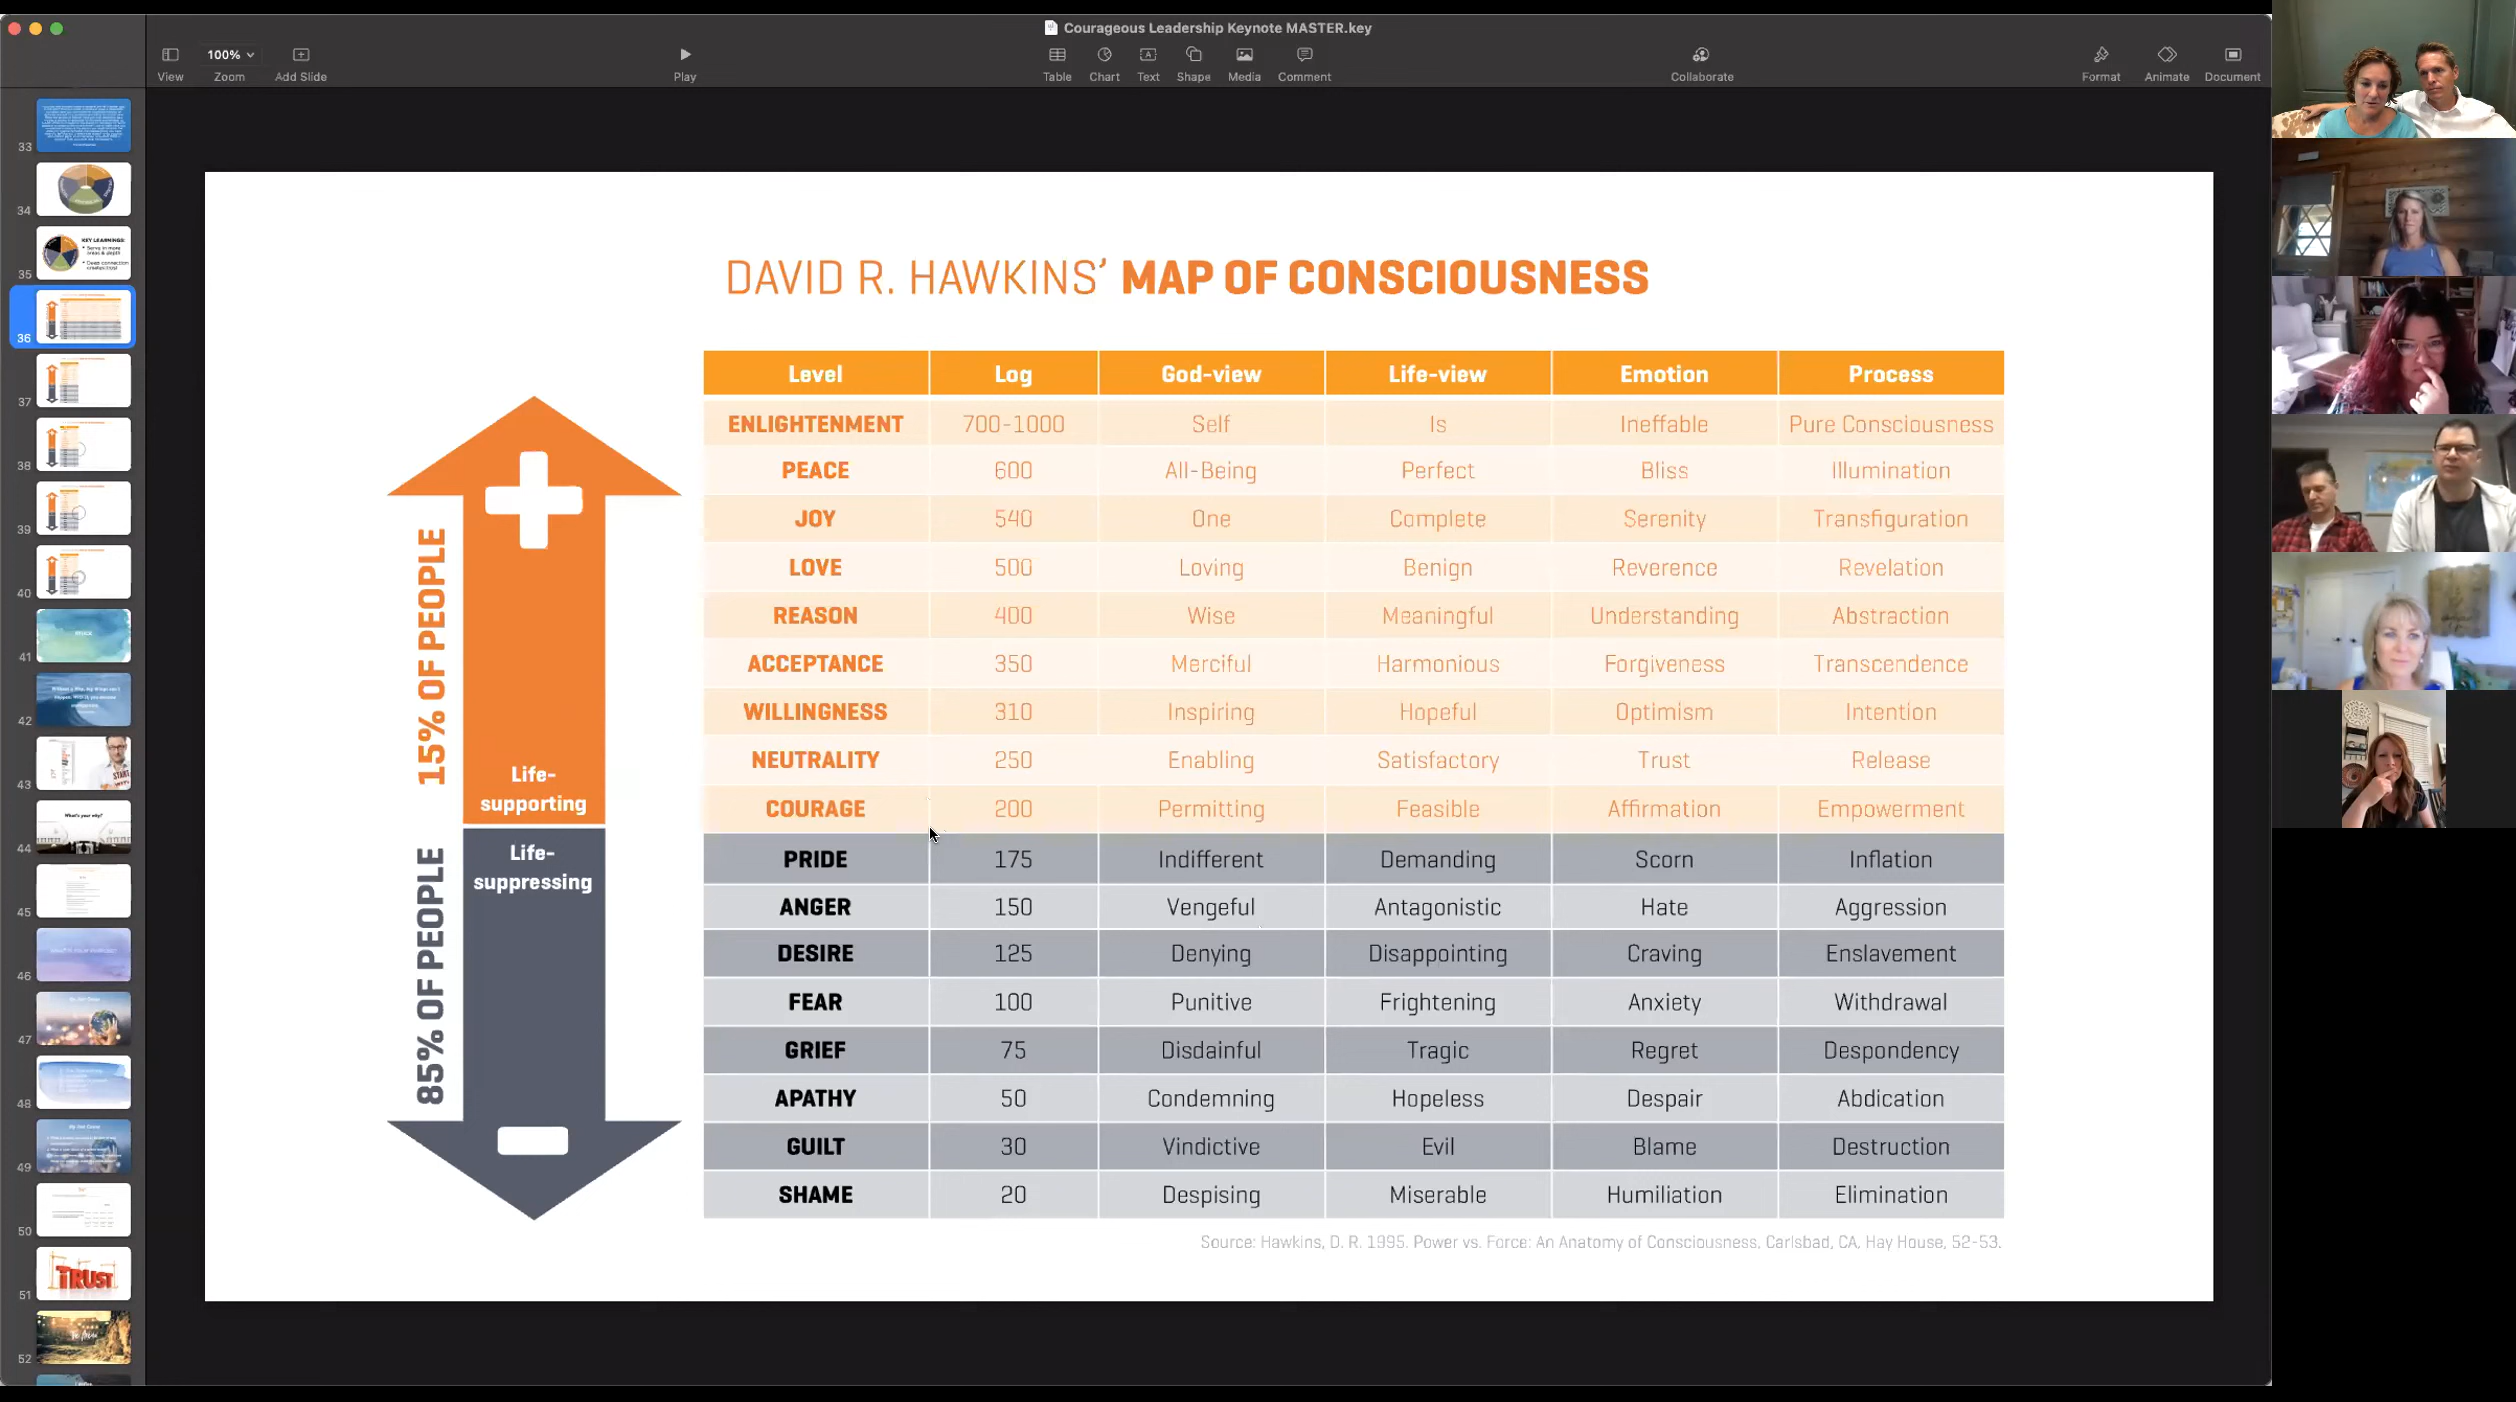 Courageous Leadership Keynote MASTER.key
100%
View Zoom Add Slide Play Table Chart Text Shape Media Comment Collaborate Format Animate Document
33
34
KEY LEARNINGS:
35
36
37
38
39
40
41
42
43
What's your why?
44
45
46
47
48
49
50
TRUST
51
52
DAVID R. HAWKINS' MAP OF CONSCIOUSNESS
15% OF PEOPLE
Life-
supporting
85% OF PEOPLE
Life-
suppressing
Level Log God-view Life-view Emotion Process
ENLIGHTENMENT 700-1000 Self Is Ineffable Pure Consciousness
PEACE 600 All-Being Perfect Bliss Illumination
JOY 540 One Complete Serenity Transfiguration
LOVE 500 Loving Benign Reverence Revelation
REASON 400 Wise Meaningful Understanding Abstraction
ACCEPTANCE 350 Merciful Harmonious Forgiveness Transcendence
WILLINGNESS 310 Inspiring Hopeful Optimism Intention
NEUTRALITY 250 Enabling Satisfactory Trust Release
COURAGE 200 Permitting Feasible Affirmation Empowerment
PRIDE 175 Indifferent Demanding Scorn Inflation
ANGER 150 Vengeful Antagonistic Hate Aggression
DESIRE 125 Denying Disappointing Craving Enslavement
FEAR 100 Punitive Frightening Anxiety Withdrawal
GRIEF 75 Disdainful Tragic Regret Despondency
APATHY 50 Condemning Hopeless Despair Abdication
GUILT 30 Vindictive Evil Blame Destruction
SHAME 20 Despising Miserable Humiliation Elimination
Source: Hawkins, D. R. 1995. Power vs. Force: An Anatomy of Consciousness, Carlsbad, CA, Hay House, 52-53.